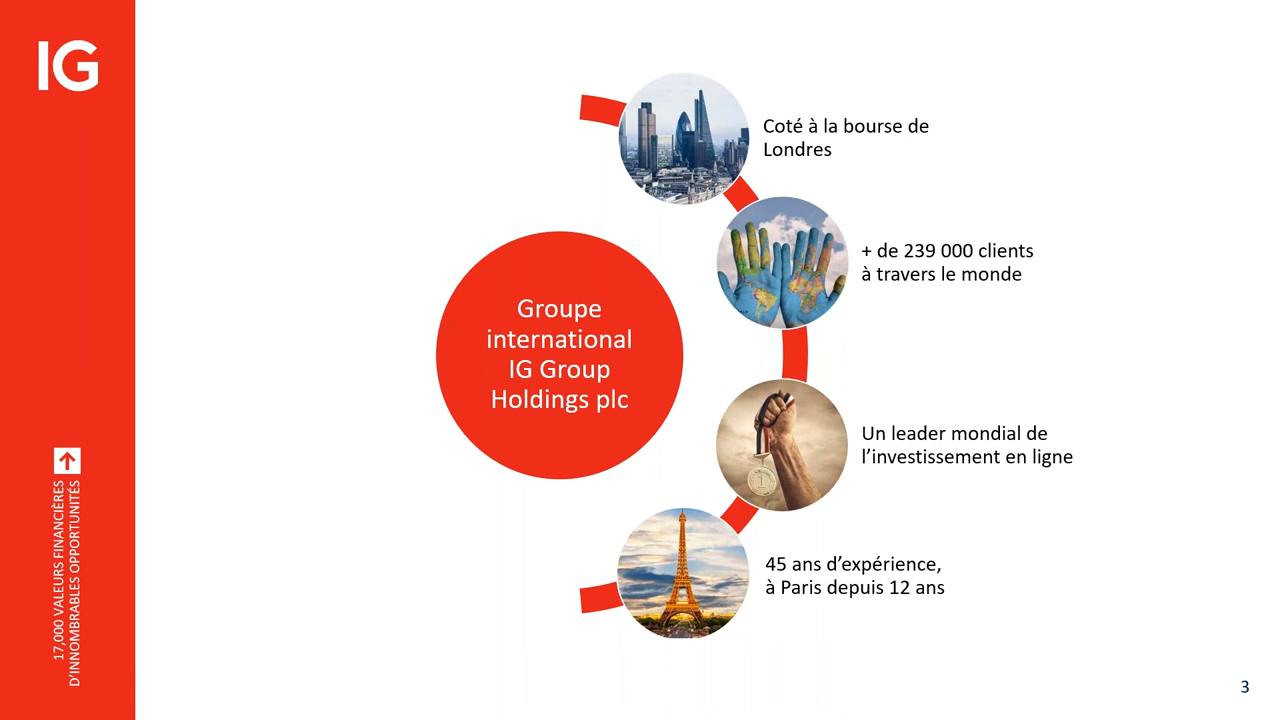 IG
17,000 VALEURS FINANCIÈRES
D'INNOMBRABLES OPPORTUNITÉS
Groupe
international
IG Group
Holdings plc
Coté à la bourse de
Londres
+ de 239 000 clients
à travers le monde
Un leader mondial de
l’investissement en ligne
45 ans d’expérience,
à Paris depuis 12 ans
3